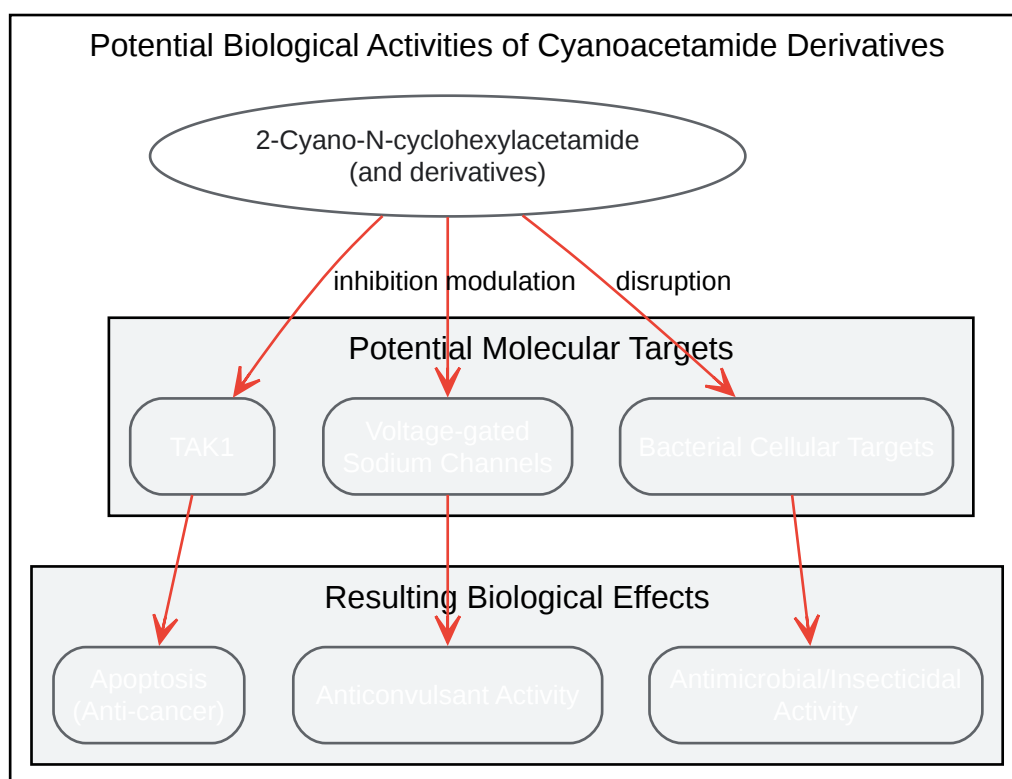 Potential Biological Activities of Cyanoacetamide Derivatives
2-Cyano-N-cyclohexylacetamide
(and derivatives)
inhibition
modulation
disruption
Potential Molecular Targets
TAK1
Voltage-gated
Sodium Channels
Bacterial Cellular Targets
Resulting Biological Effects
Apoptosis
(Anti-cancer)
Anticonvulsant Activity
Antimicrobial/Insecticidal
Activity